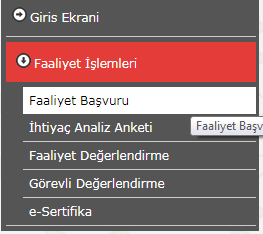 Giris Ekrani
Faaliyet İşlemleri
Faaliyet Başvuru
İhtiyaç Analiz Anketi
Faaliyet Başv
Faaliyet Değerlendirme
Görevli Değerlendirme
e-Sertifika